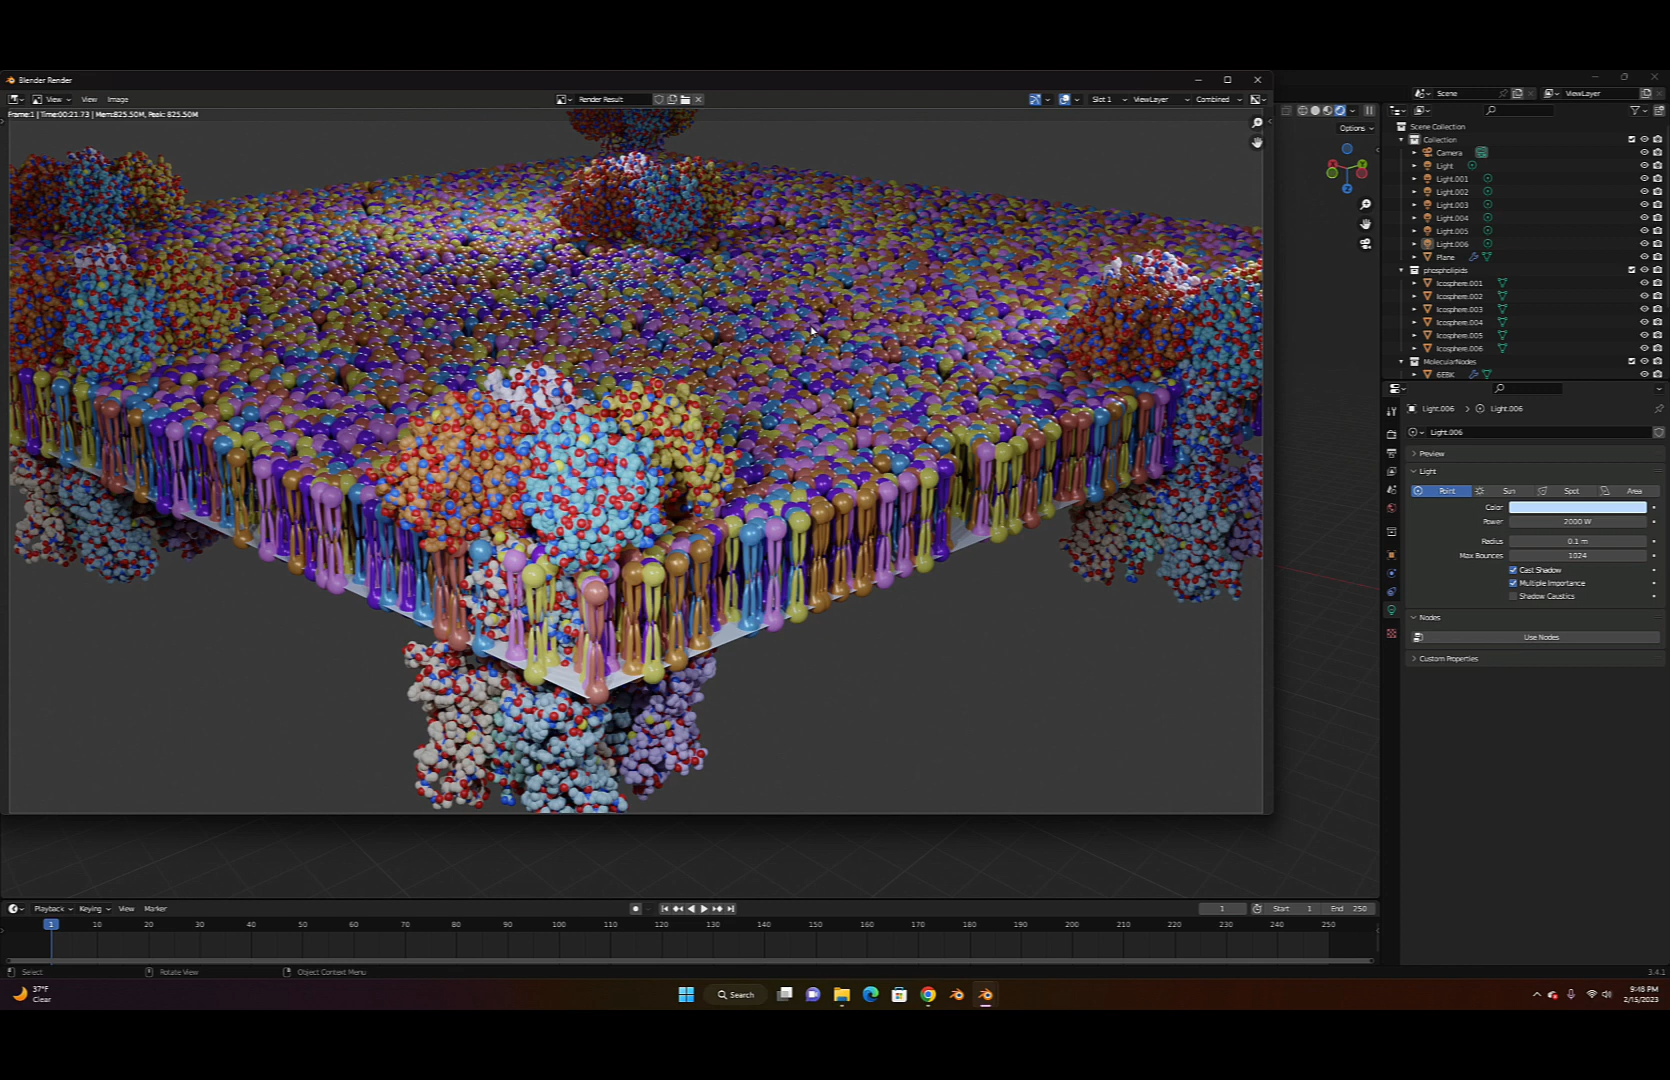 Blender Render
View View Image Render Result Slot 1 ViewLayer Combined
Frame:1 | Time:00:21.73 | Mem:825.50M, Peak: 825.50M
Scene ViewLayer
Options
Scene Collection
Collection
Camera
Light
Light.001
Light.002
Light.003
Light.004
Light.005
Light.006
Plane
phospholipids
Icosphere.001
Icosphere.002
Icosphere.003
Icosphere.004
Icosphere.005
Icosphere.006
MolecularNodes
6EBK
Light.006 > Light.006
Light.006
Preview
Light
Point Sun Spot Area
Color
Power 2000 W
Radius 0.1 m
Max Bounces 1024
Cast Shadow
Multiple Importance
Shadow Caustics
Nodes
Use Nodes
Custom Properties
X Y Z
Playback Keying View Marker 1 Start 1 End 250
1 10 20 30 40 50 60 70 80 90 100 110 120 130 140 150 160 170 180 190 200 210 220 230 240 250
Select Rotate View Object Context Menu 3.4.1
37°F
Clear
Search
9:48 PM
2/15/2023